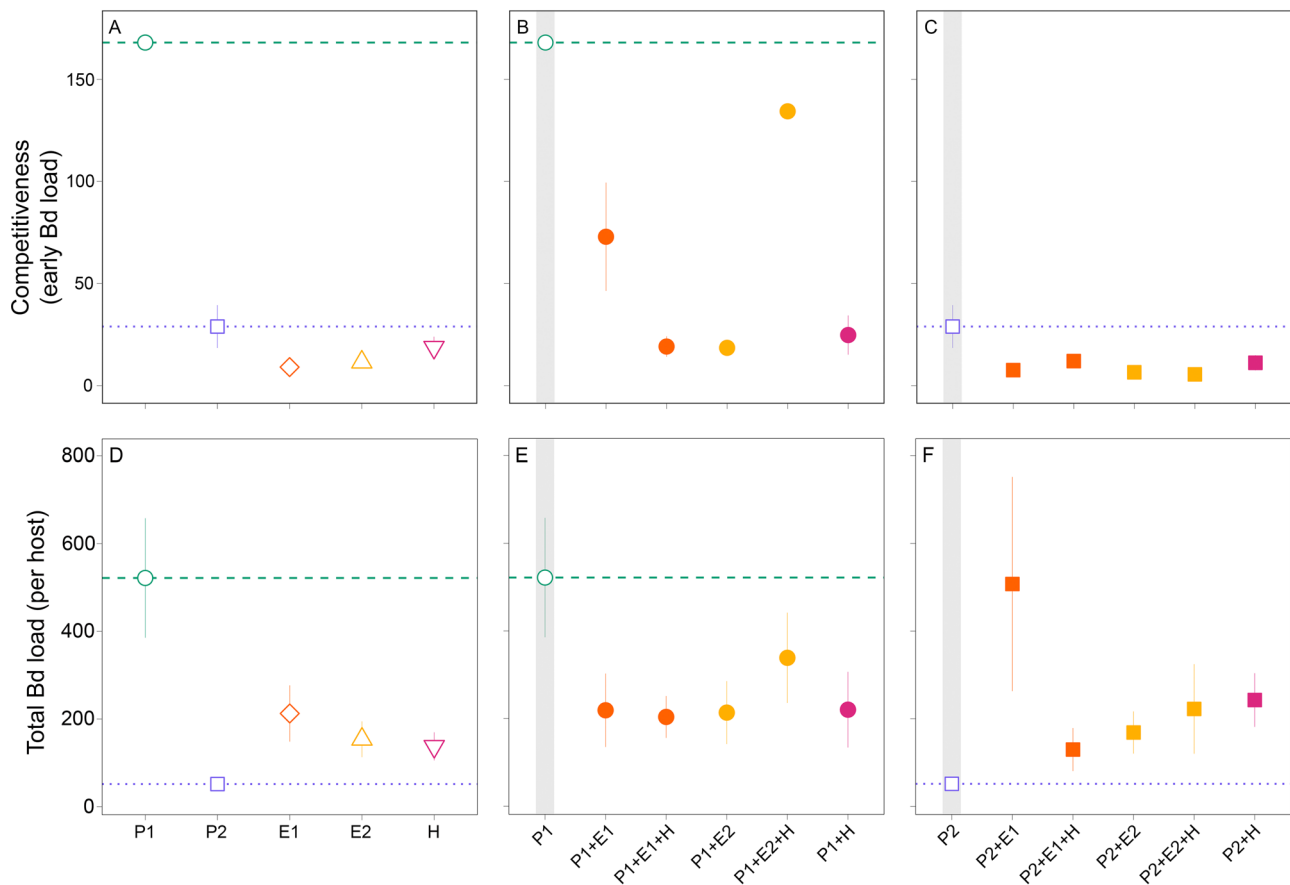 A
B
C
Competitiveness
(early Bd load)
150
100
50
0
D
E
F
Total Bd load (per host)
800
600
400
200
0
P1
P2
E1
E2
H
P1
P1+E1
P1+E1+H
P1+E2
P1+E2+H
P1+H
P2
P2+E1
P2+E1+H
P2+E2
P2+E2+H
P2+H